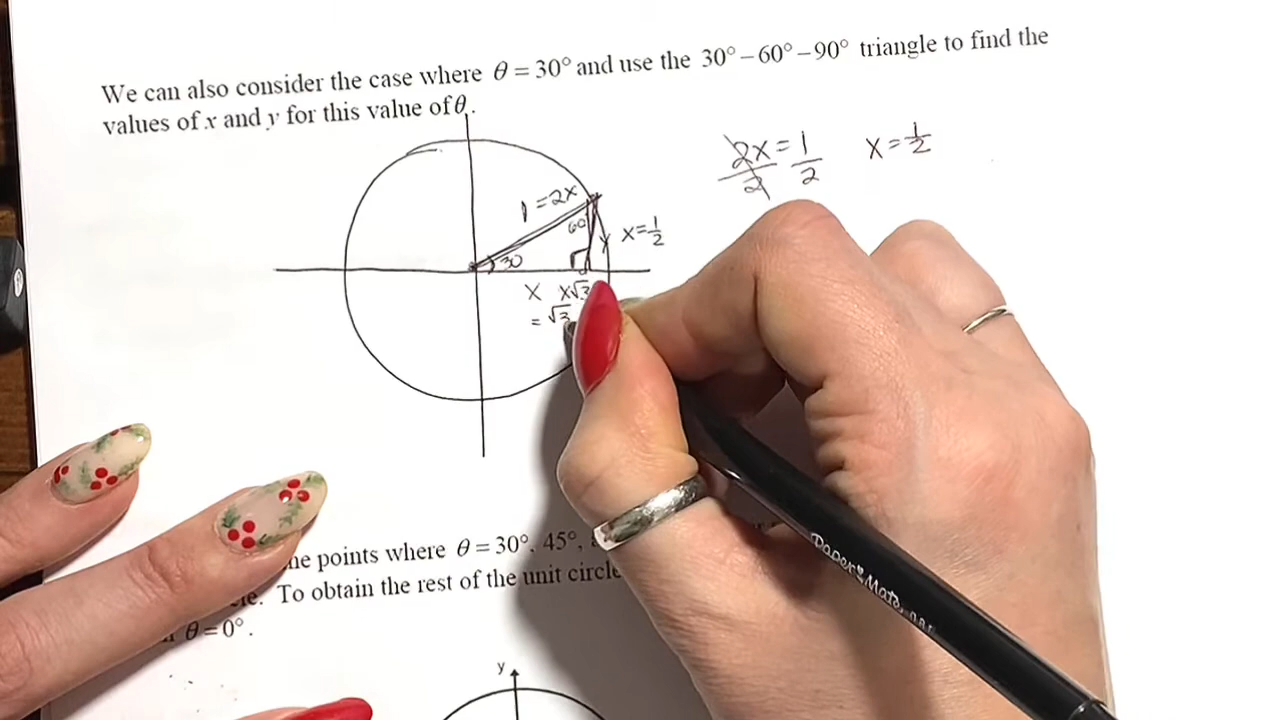 We can also consider the case where θ = 30° and use the 30° – 60° – 90° triangle to find the
values of x and y for this value of θ.
2x = 1
2 2
x = 1/2
1 = 2x
60
y x = 1/2
30
x x√3
= √3
he points where θ = 30°, 45°,
To obtain the rest of the unit circle
θ = 0°.
Paper Mate
y